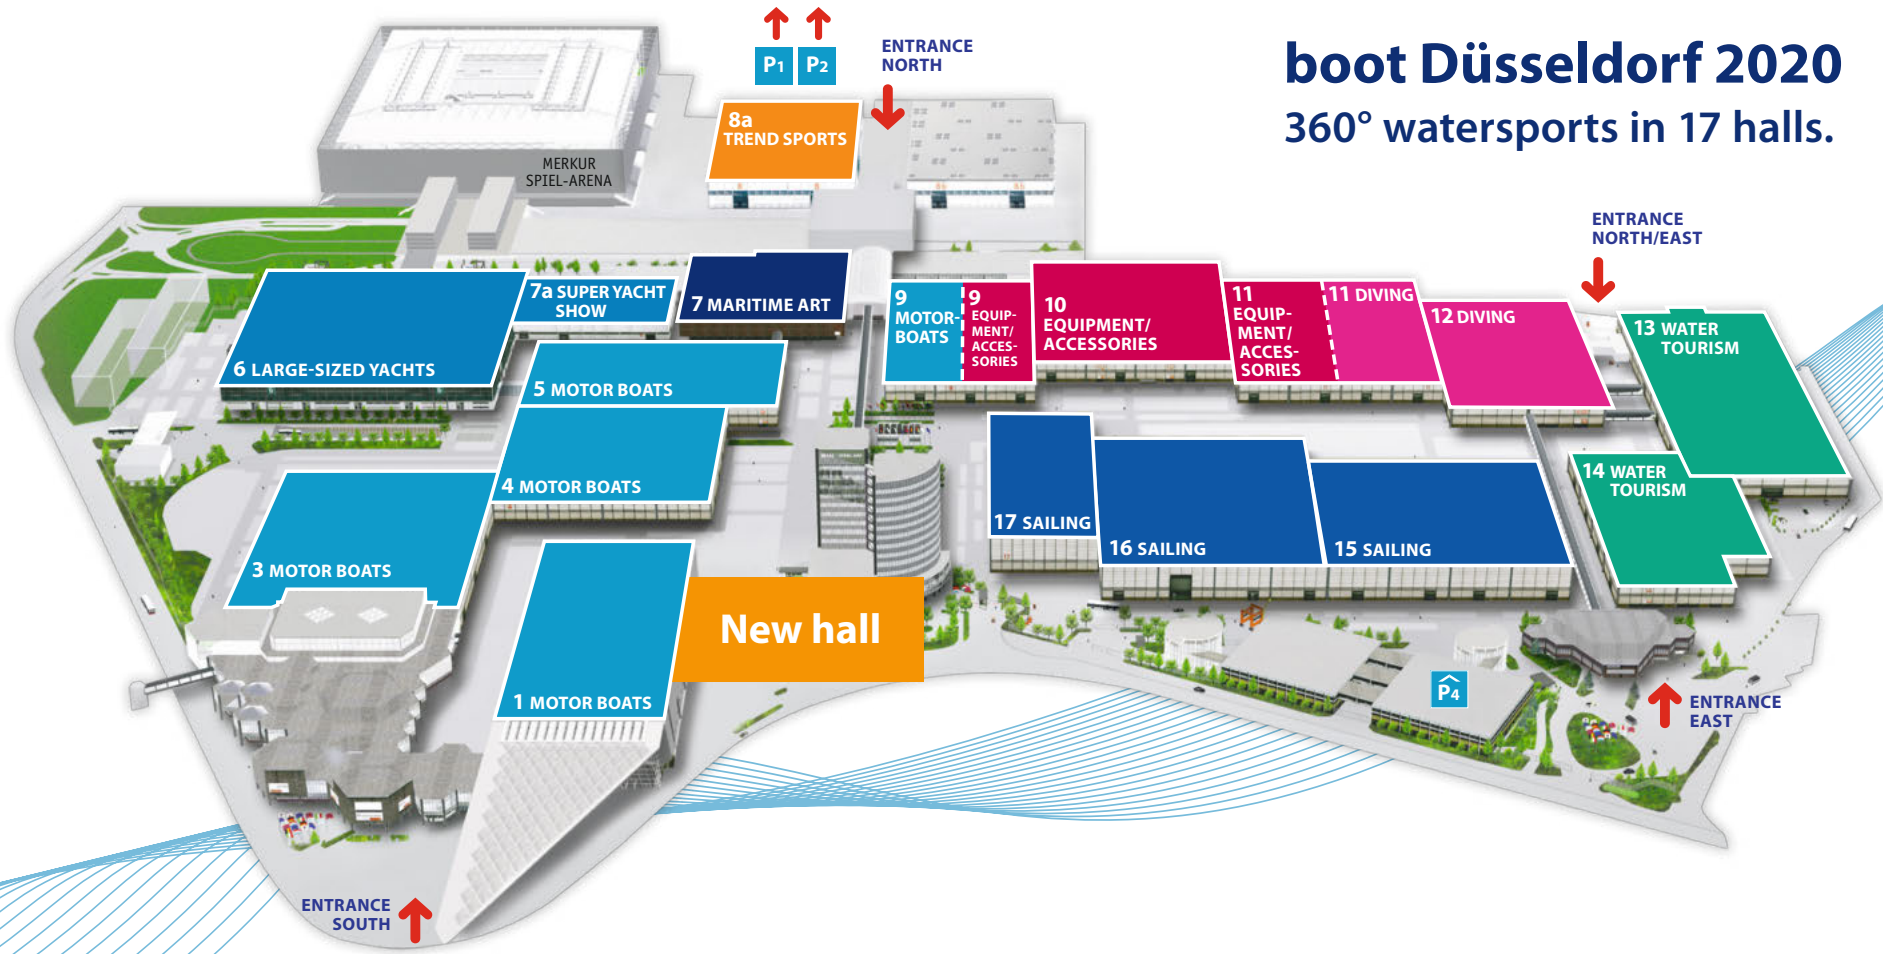 boot Düsseldorf 2020
360° watersports in 17 halls.
P1 P2
ENTRANCE
NORTH
8a
TREND SPORTS
MERKUR
SPIEL-ARENA
ENTRANCE
NORTH/EAST
7a SUPER YACHT
SHOW
7 MARITIME ART
6 LARGE-SIZED YACHTS
5 MOTOR BOATS
4 MOTOR BOATS
3 MOTOR BOATS
1 MOTOR BOATS
New hall
9
MOTOR-
BOATS
9
EQUIP-
MENT/
ACCES-
SORIES
10
EQUIPMENT/
ACCESSORIES
11
EQUIP-
MENT/
ACCES-
SORIES
11 DIVING
12 DIVING
13 WATER
TOURISM
14 WATER
TOURISM
17 SAILING
16 SAILING
15 SAILING
P4
ENTRANCE
EAST
ENTRANCE
SOUTH